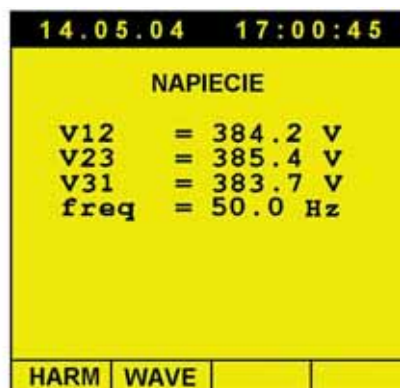 14.05.04 17:00:45
NAPIECIE
V12 = 384.2 V
V23 = 385.4 V
V31 = 383.7 V
freq = 50.0 Hz
HARM WAVE